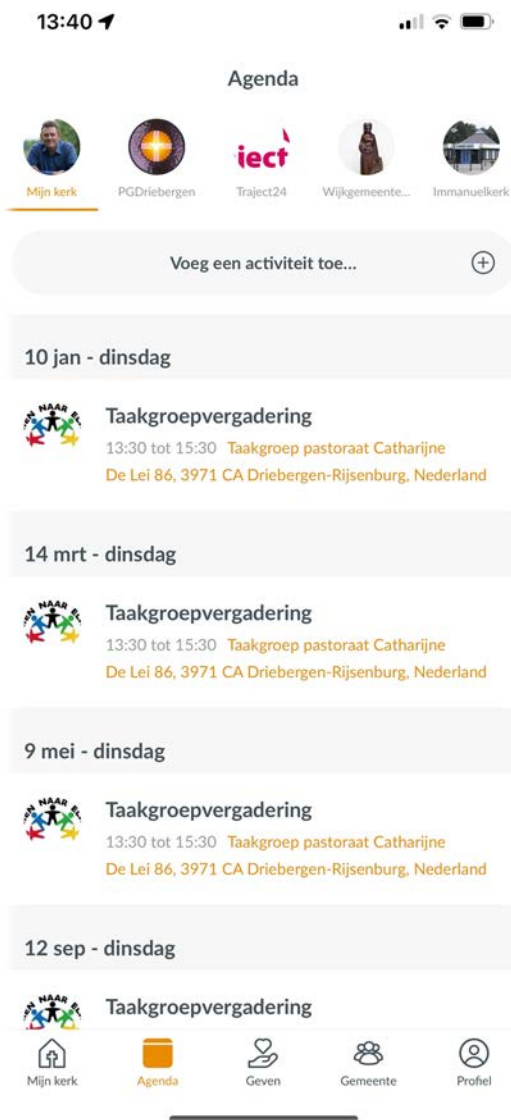 13:40
Agenda
iect
Mijn kerk
PGDriebergen
Traject24
Wijkgemeente...
Immanuelkerk
Voeg een activiteit toe...
10 jan - dinsdag
NAAR
Taakgroepvergadering
13:30 tot 15:30 Taakgroep pastoraat Catharijne
De Lei 86, 3971 CA Driebergen-Rijsenburg, Nederland
14 mrt - dinsdag
NAAR
Taakgroepvergadering
13:30 tot 15:30 Taakgroep pastoraat Catharijne
De Lei 86, 3971 CA Driebergen-Rijsenburg, Nederland
9 mei - dinsdag
NAAR
Taakgroepvergadering
13:30 tot 15:30 Taakgroep pastoraat Catharijne
De Lei 86, 3971 CA Driebergen-Rijsenburg, Nederland
12 sep - dinsdag
NAAR
Taakgroepvergadering
Mijn kerk
Agenda
Geven
Gemeente
Profiel